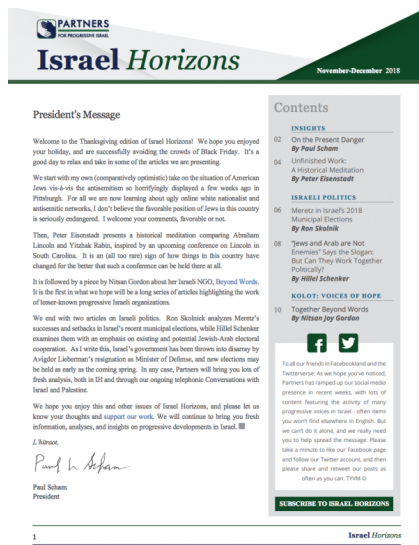 PARTNERS
FOR PROGRESSIVE ISRAEL
Israel Horizons
November-December 2018
President's Message
Welcome to the Thanksgiving edition of Israel Horizons! We hope you enjoyed
your holiday, and are successfully avoiding the crowds of Black Friday. It's a
good day to relax and take in some of the articles we are presenting.
We start with my own (comparatively optimistic) take on the situation of American
Jews vis-à-vis the antisemitism so horrifyingly displayed a few weeks ago in
Pittsburgh. For all we are now learning about ugly online white nationalist and
antisemitic networks, I don't believe the favorable position of Jews in this country
is seriously endangered. I welcome your comments, favorable or not.
Then, Peter Eisenstadt presents a historical meditation comparing Abraham
Lincoln and Yitzhak Rabin, inspired by an upcoming conference on Lincoln in
South Carolina. It is an (all too rare) sign of how things in this country have
changed for the better that such a conference can be held there at all.
It is followed by a piece by Nitsan Gordon about her Israeli NGO, Beyond Words.
It is the first in what we hope will be a long series of articles highlighting the work
of lesser-known progressive Israeli organizations.
We end with two articles on Israeli politics. Ron Skolnick analyzes Meretz's
successes and setbacks in Israel's recent municipal elections, while Hillel Schenker
examines them with an emphasis on existing and potential Jewish-Arab electoral
cooperation. As I write this, Israel's government has been thrown into disarray by
Avigdor Lieberman's resignation as Minister of Defense, and new elections may
be held as early as the coming spring. In any case, Partners will bring you lots of
fresh analysis, both in IH and through our ongoing telephonic Conversations with
Israel and Palestine.
We hope you enjoy this and other issues of Israel Horizons, and please let us
know your thoughts and support our work. We will continue to bring you fresh
information, analyses, and insights on progressive developments in Israel.
L'hitraot,
Paul L Scham
Paul Scham
President
Contents
INSIGHTS
02 On the Present Danger
By Paul Scham
04 Unfinished Work:
A Historical Meditation
By Peter Eisenstadt
ISRAELI POLITICS
06 Meretz in Israel's 2018
Municipal Elections
By Ron Skolnik
08 "Jews and Arab are Not
Enemies" Says the Slogan:
But Can They Work Together
Politically?
By Hillel Schenker
KOLOT: VOICES OF HOPE
10 Together Beyond Words
By Nitsan Joy Gordon
To all our friends in Facebookland and the
Twitterverse: As we hope you've noticed,
Partners has ramped up our social media
presence in recent weeks, with lots of
content featuring the activity of many
progressive voices in Israel - often items
you won't find elsewhere in English. But
we can't do it alone, and we really need
you to help spread the message: Please
take a minute to like our Facebook page
and follow our Twitter account, and then
please share and retweet our posts as
often as you can. TYVM ☺
SUBSCRIBE TO ISRAEL HORIZONS
1
Israel Horizons